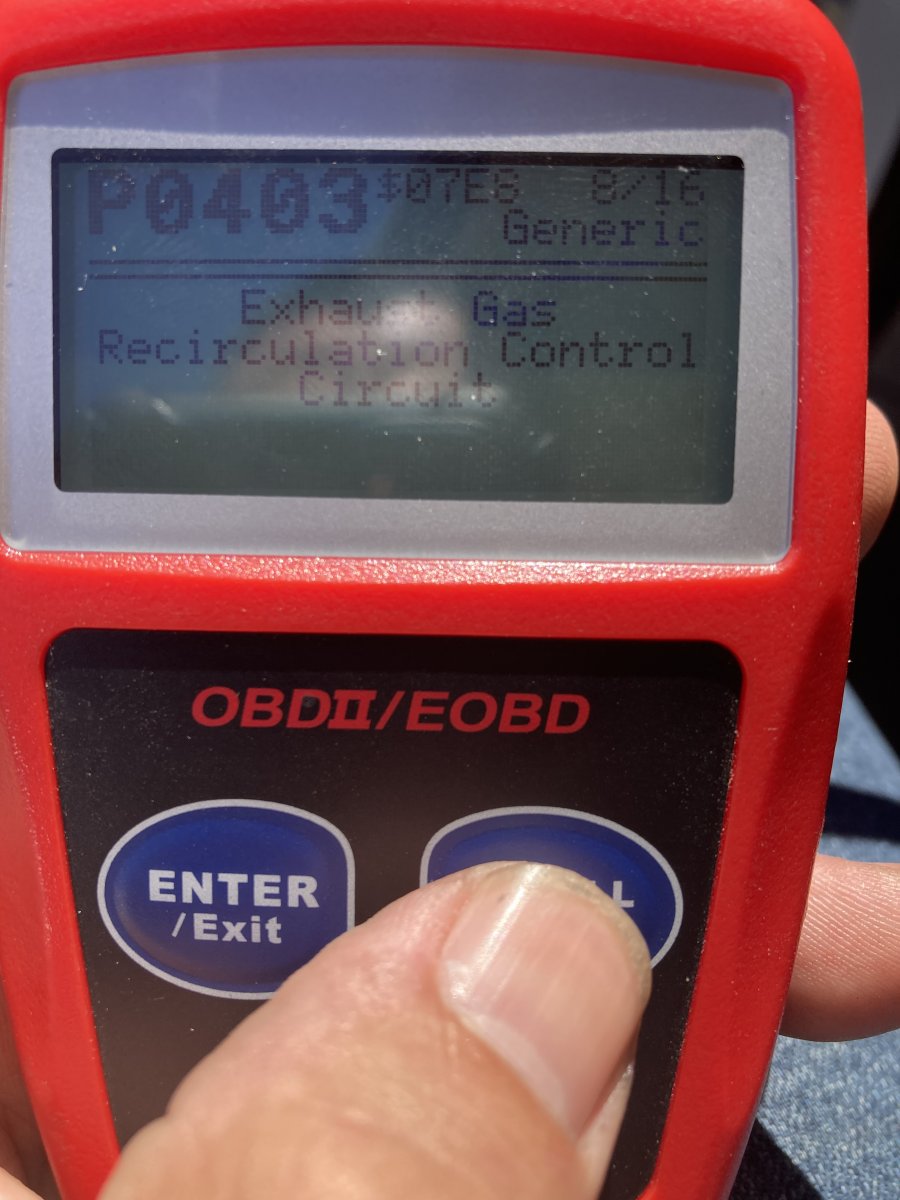 P0403 $07E8 8/16
Generic
Exhaust Gas
Recirculation Control
Circuit
OBDII/EOBD
ENTER
/Exit